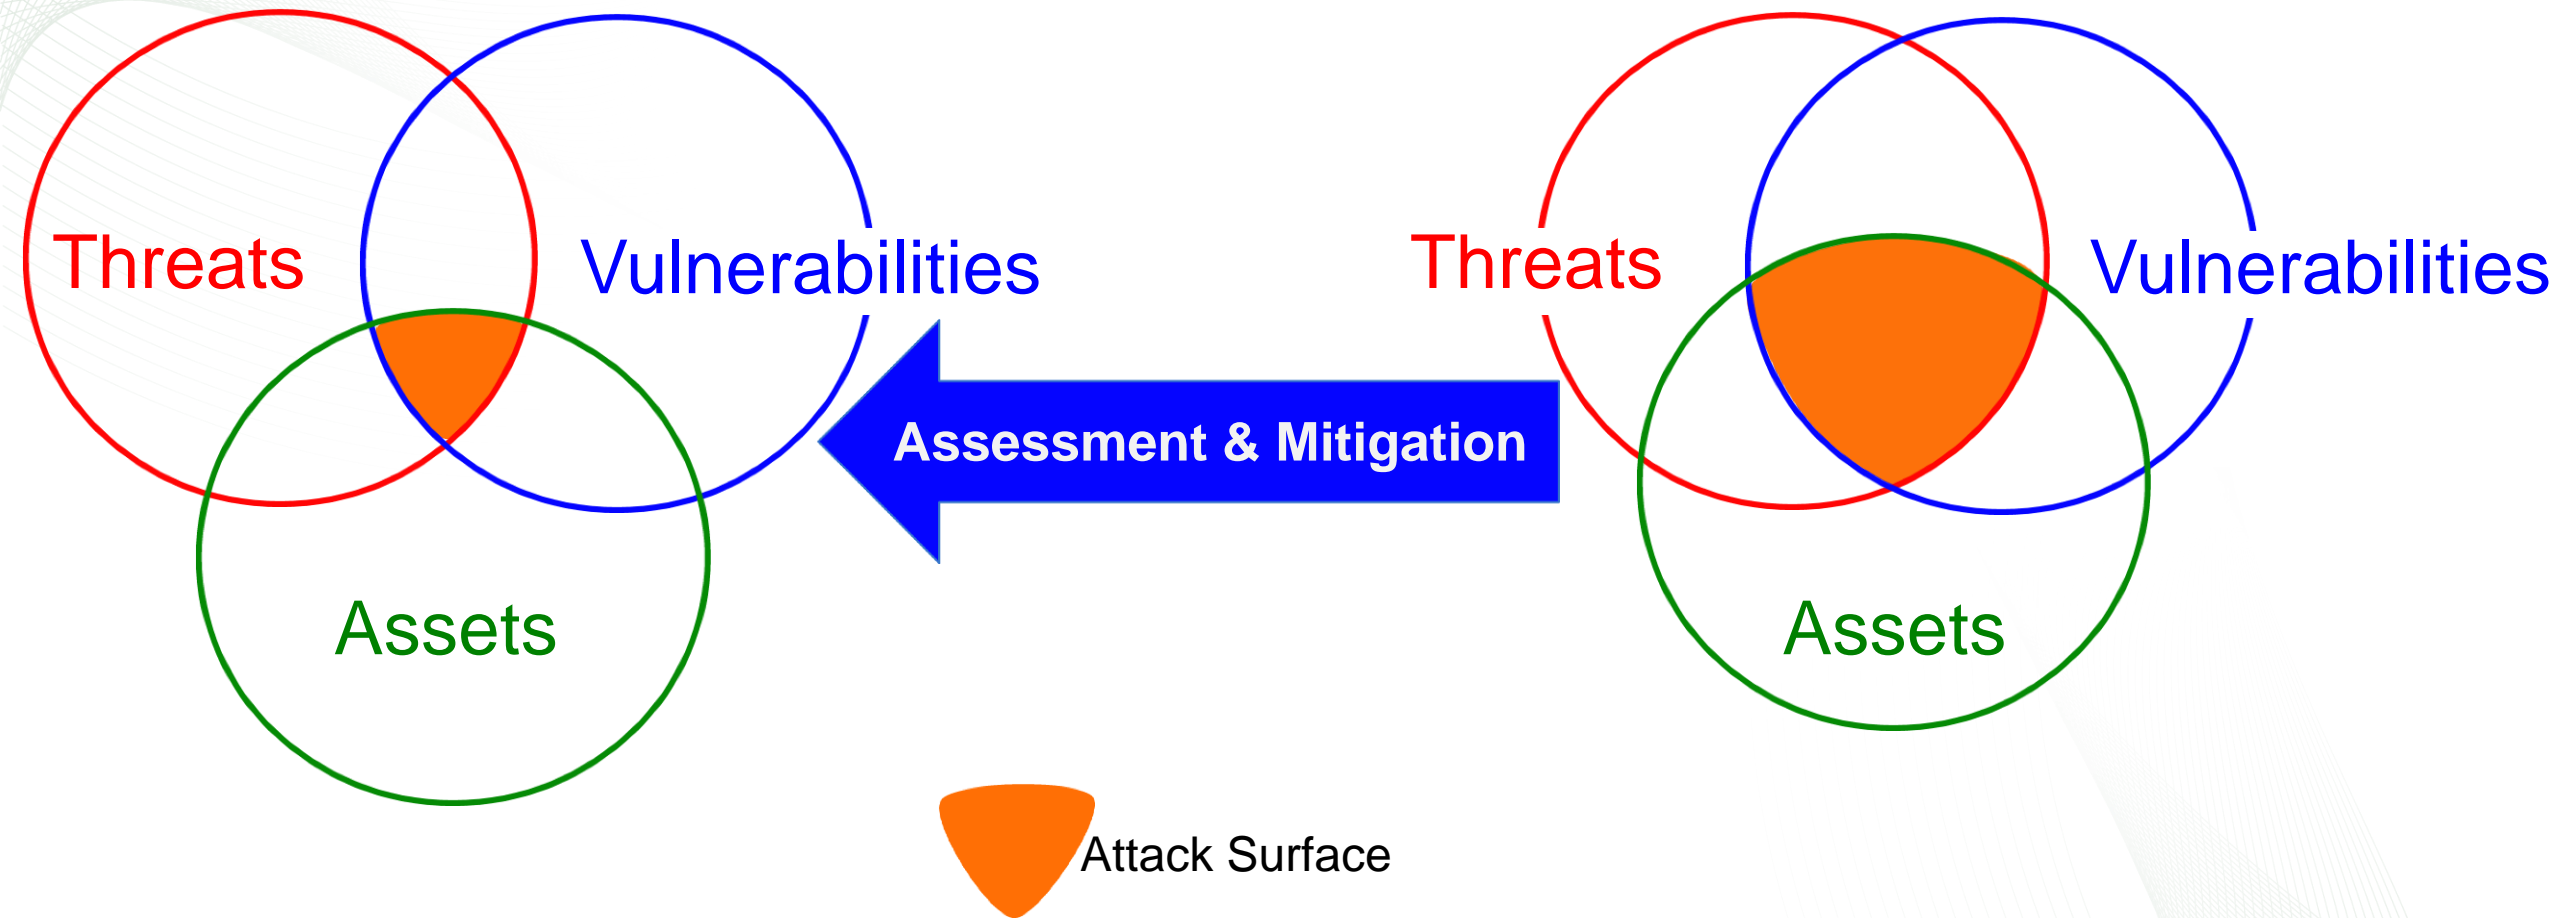 Threats
Vulnerabilities
Assets
Assessment & Mitigation
Threats
Vulnerabilities
Assets
Attack Surface